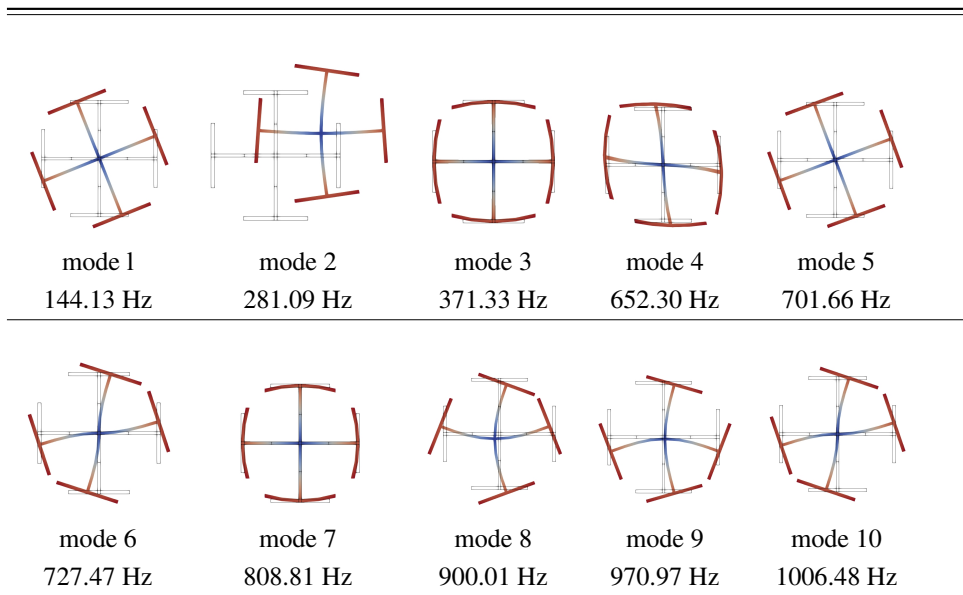 mode 1 mode 2 mode 3 mode 4 mode 5
144.13 Hz 281.09 Hz 371.33 Hz 652.30 Hz 701.66 Hz
mode 6 mode 7 mode 8 mode 9 mode 10
727.47 Hz 808.81 Hz 900.01 Hz 970.97 Hz 1006.48 Hz